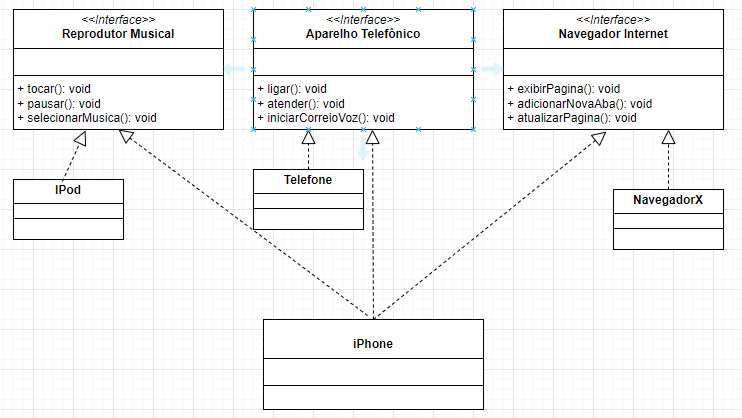 <<Interface>>
Reprodutor Musical
+ tocar(): void
+ pausar(): void
+ selecionarMusica(): void
<<Interface>>
Aparelho Telefônico
+ ligar(): void
+ atender(): void
+ iniciarCorreioVoz(): void
<<Interface>>
Navegador Internet
+ exibirPagina(): void
+ adicionarNovaAba(): void
+ atualizarPagina(): void
IPod
Telefone
NavegadorX
iPhone